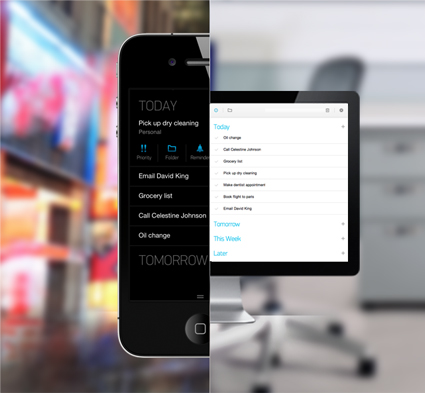 TODAY
Pick up dry cleaning
Personal
Priority
Folder
Reminder
Email David King
Grocery list
Call Celestine Johnson
Oil change
TOMORROW
Today
Oil change
Call Celestine Johnson
Grocery list
Pick up dry cleaning
Make dentist appointment
Book flight to paris
Email David King
Tomorrow
This Week
Later